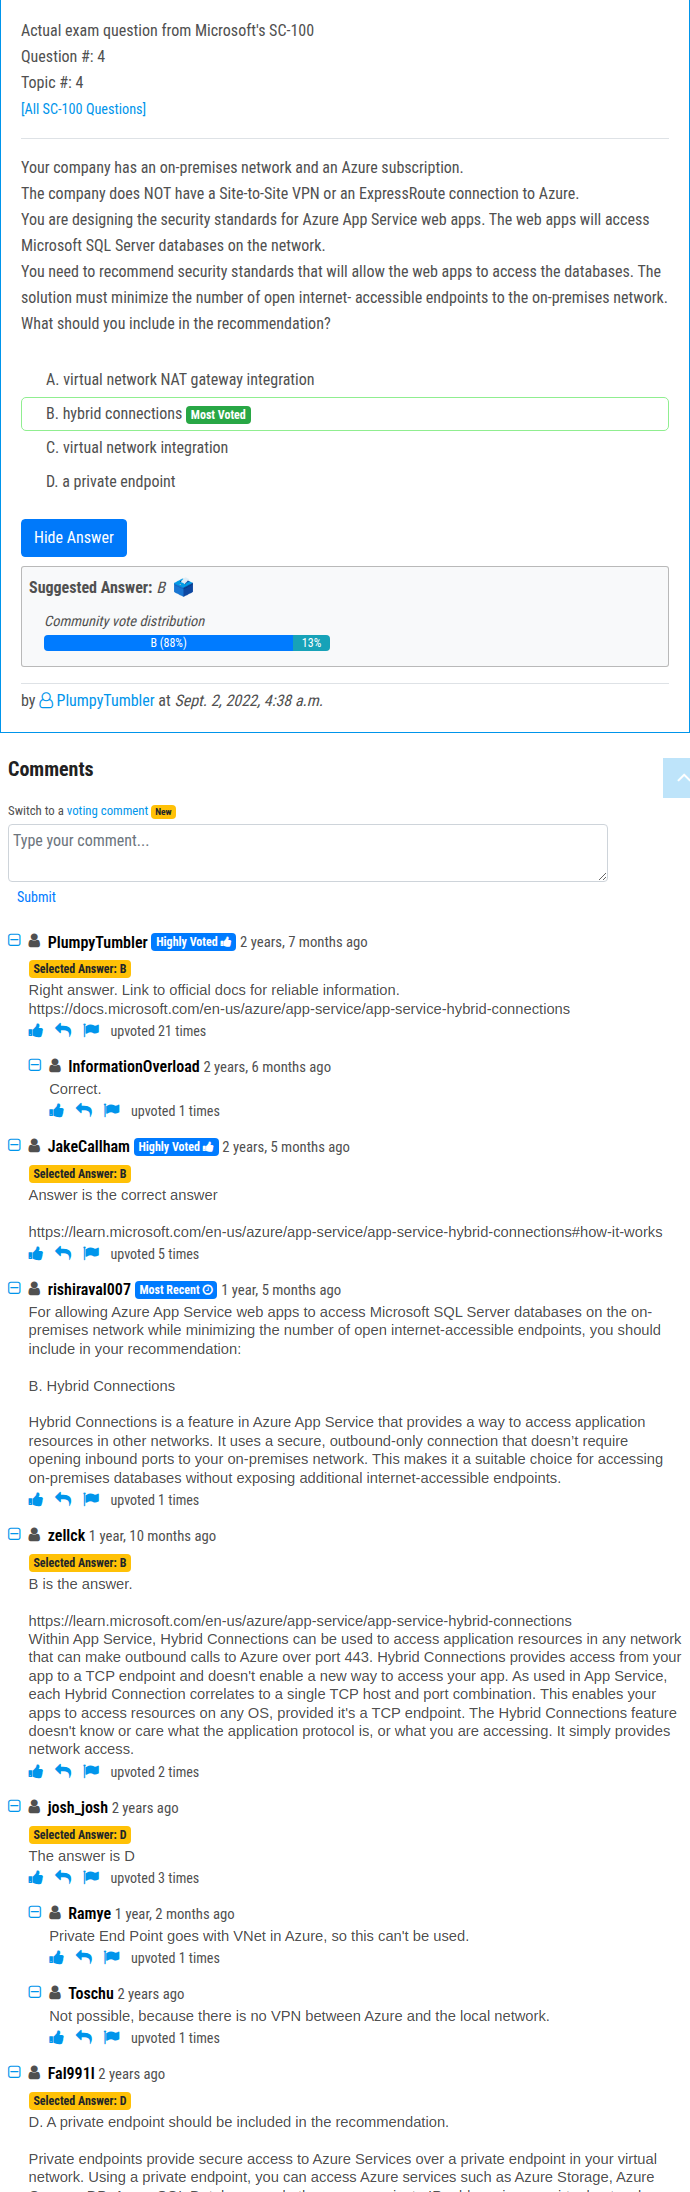 Actual exam question from Microsoft's SC-100
Question #: 4
Topic #: 4
[All SC-100 Questions]
Your company has an on-premises network and an Azure subscription.
The company does NOT have a Site-to-Site VPN or an ExpressRoute connection to Azure.
You are designing the security standards for Azure App Service web apps. The web apps will access
Microsoft SQL Server databases on the network.
You need to recommend security standards that will allow the web apps to access the databases. The
solution must minimize the number of open internet- accessible endpoints to the on-premises network.
What should you include in the recommendation?
A. virtual network NAT gateway integration
B. hybrid connections Most Voted
C. virtual network integration
D. a private endpoint
Hide Answer
Suggested Answer: B
Community vote distribution
B (88%) 13%
by PlumpyTumbler at Sept. 2, 2022, 4:38 a.m.
Comments
Switch to a voting comment New
Type your comment...
Submit
PlumpyTumbler Highly Voted 2 years, 7 months ago
Selected Answer: B
Right answer. Link to official docs for reliable information.
https://docs.microsoft.com/en-us/azure/app-service/app-service-hybrid-connections
upvoted 21 times
InformationOverload 2 years, 6 months ago
Correct.
upvoted 1 times
JakeCallham Highly Voted 2 years, 5 months ago
Selected Answer: B
Answer is the correct answer
https://learn.microsoft.com/en-us/azure/app-service/app-service-hybrid-connections#how-it-works
upvoted 5 times
rishiraval007 Most Recent 1 year, 5 months ago
For allowing Azure App Service web apps to access Microsoft SQL Server databases on the on-
premises network while minimizing the number of open internet-accessible endpoints, you should
include in your recommendation:
B. Hybrid Connections
Hybrid Connections is a feature in Azure App Service that provides a way to access application
resources in other networks. It uses a secure, outbound-only connection that doesn't require
opening inbound ports to your on-premises network. This makes it a suitable choice for accessing
on-premises databases without exposing additional internet-accessible endpoints.
upvoted 1 times
zellck 1 year, 10 months ago
Selected Answer: B
B is the answer.
https://learn.microsoft.com/en-us/azure/app-service/app-service-hybrid-connections
Within App Service, Hybrid Connections can be used to access application resources in any network
that can make outbound calls to Azure over port 443. Hybrid Connections provides access from your
app to a TCP endpoint and doesn't enable a new way to access your app. As used in App Service,
each Hybrid Connection correlates to a single TCP host and port combination. This enables your
apps to access resources on any OS, provided it's a TCP endpoint. The Hybrid Connections feature
doesn't know or care what the application protocol is, or what you are accessing. It simply provides
network access.
upvoted 2 times
josh_josh 2 years ago
Selected Answer: D
The answer is D
upvoted 3 times
Ramye 1 year, 2 months ago
Private End Point goes with VNet in Azure, so this can't be used.
upvoted 1 times
Toschu 2 years ago
Not possible, because there is no VPN between Azure and the local network.
upvoted 1 times
Fal991l 2 years ago
Selected Answer: D
D. A private endpoint should be included in the recommendation.
Private endpoints provide secure access to Azure Services over a private endpoint in your virtual
network. Using a private endpoint, you can access Azure services such as Azure Storage, Azure